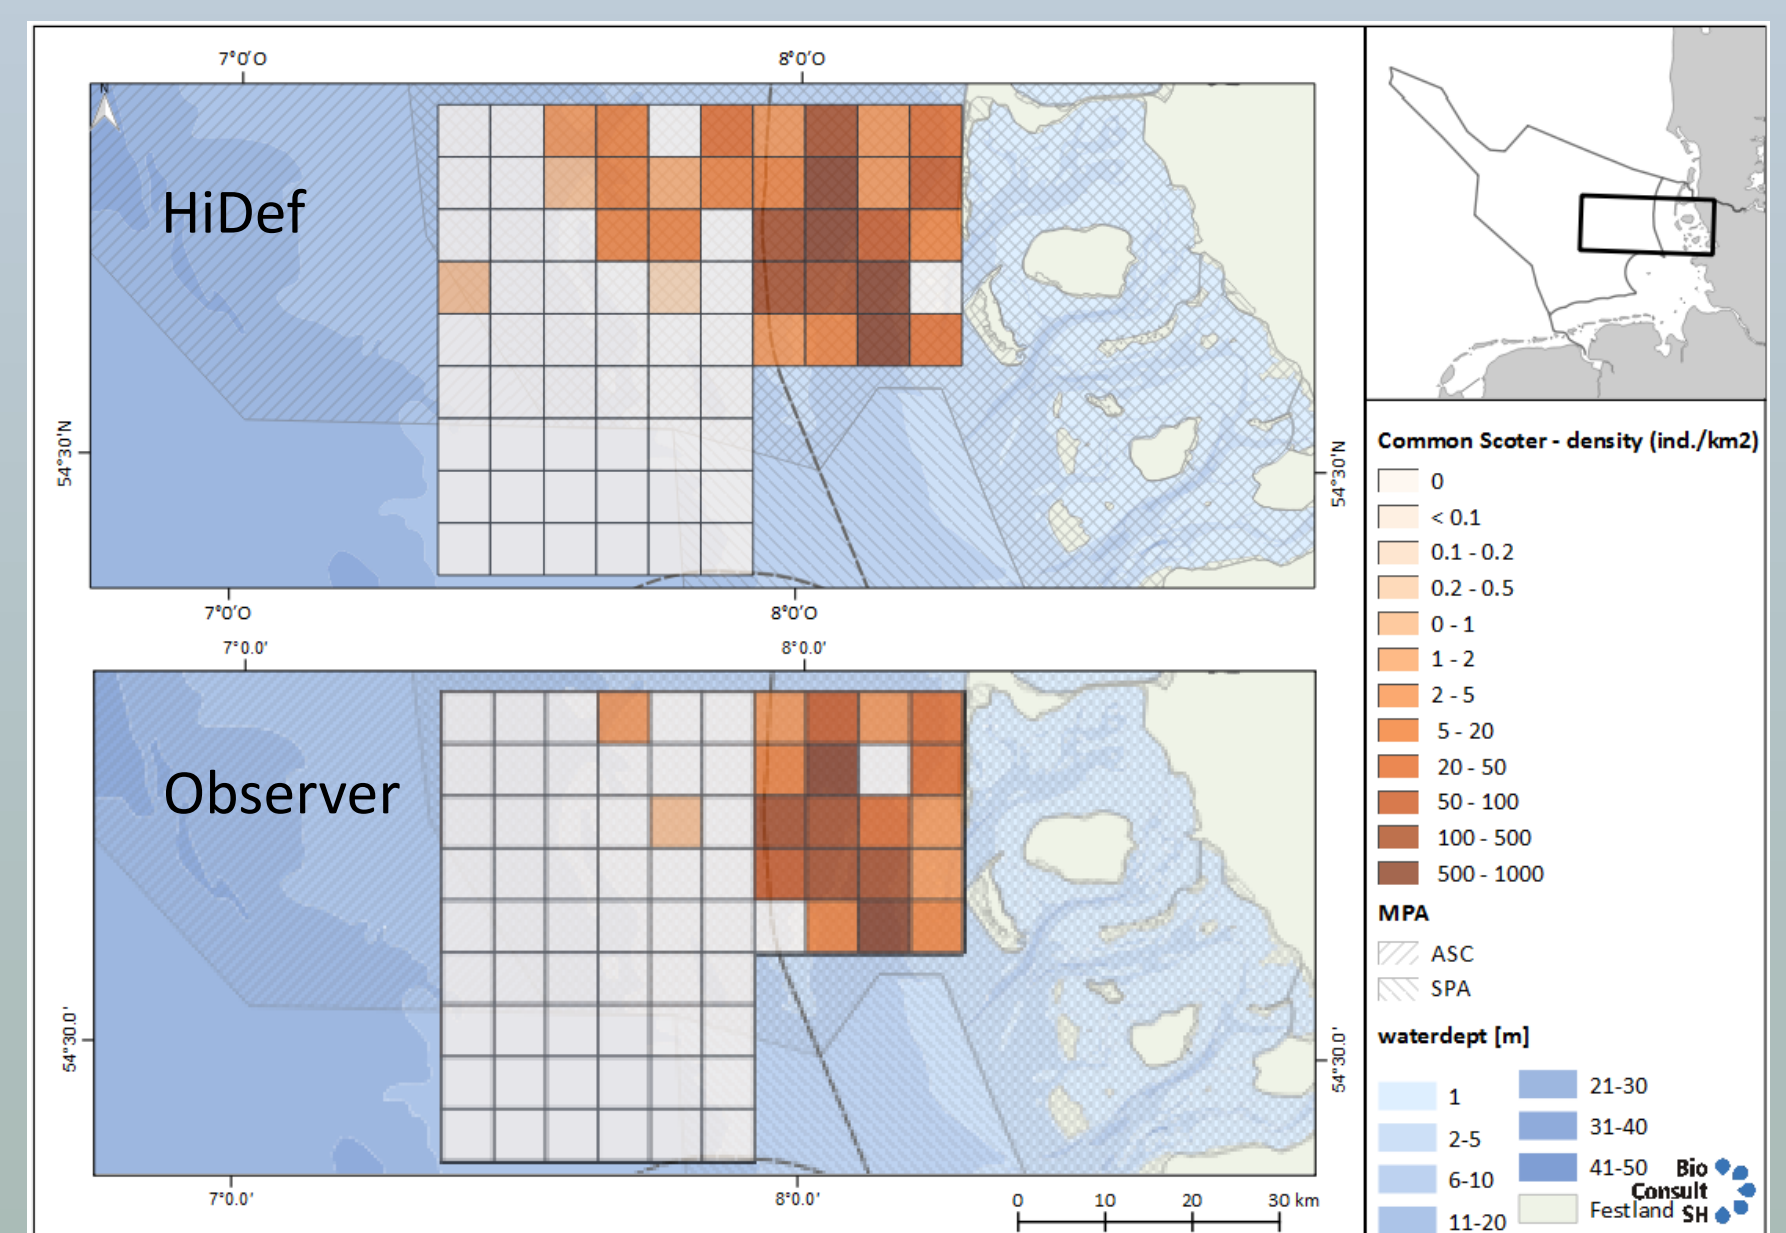 7°0'O
8°0'O
N
HiDef
54°30'N
54°30'N
7°0'O
8°0'O
7°0.0'
8°0.0'
Observer
54°30.0'
54°30.0'
7°0.0'
8°0.0'
0 10 20 30 km
Common Scoter - density (ind./km2)
0
< 0.1
0.1 - 0.2
0.2 - 0.5
0 - 1
1 - 2
2 - 5
5 - 20
20 - 50
50 - 100
100 - 500
500 - 1000
MPA
ASC
SPA
waterdept [m]
1
2-5
6-10
11-20
21-30
31-40
41-50
Festland
Bio
Consult
SH